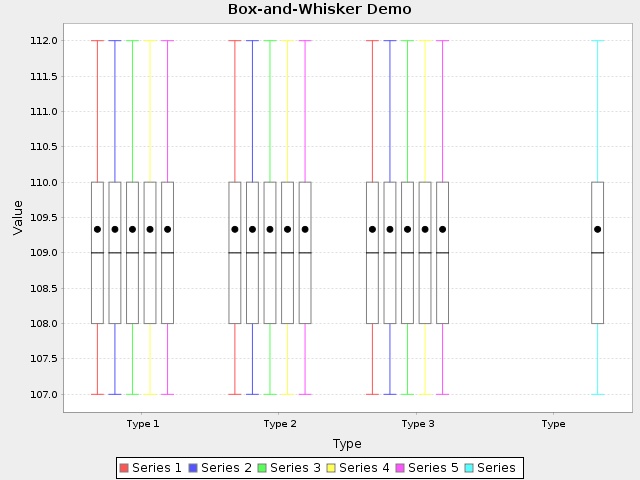 Box-and-Whisker Demo
112.0
111.5
111.0
110.5
110.0
109.5
109.0
108.5
108.0
107.5
107.0
Value
Type 1 Type 2 Type 3 Type
Type
Series 1 Series 2 Series 3 Series 4 Series 5 Series